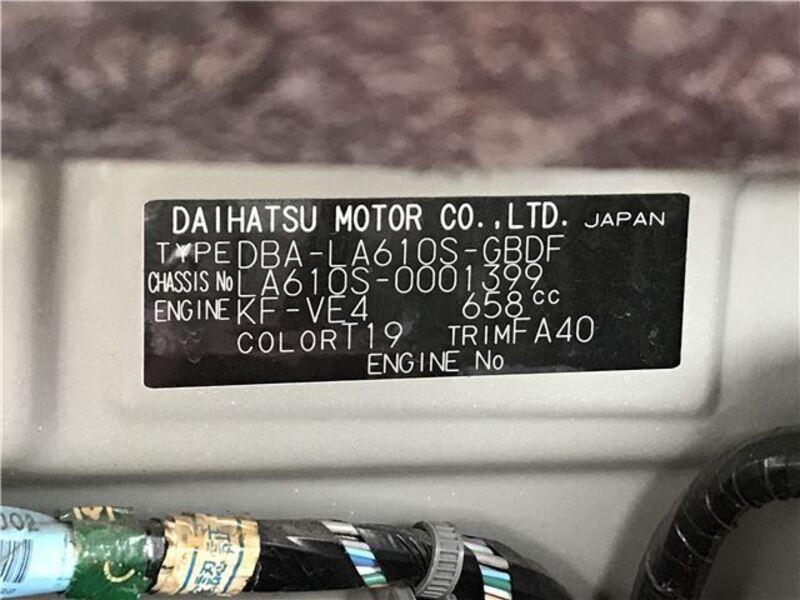 DAIHATSU MOTOR CO.,LTD. JAPAN
TYPE DBA-LA610S-GBDF
CHASSIS No LA610S-0001399
ENGINE KF-VE4 658cc
COLOR T19 TRIM FA40
ENGINE No